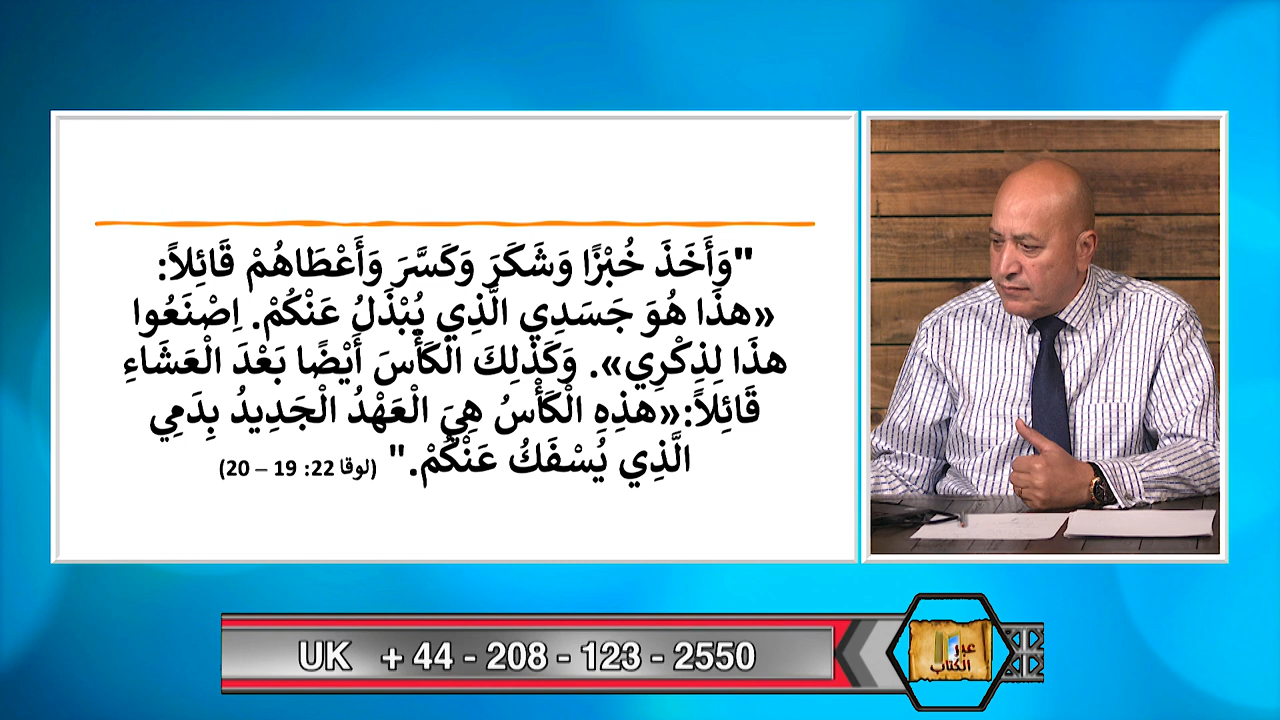 "وَأَخَذَ خُبْزًا وَشَكَرَ وَكَسَّرَ وَأَعْطَاهُمْ قَائِلاً:
«هذَا هُوَ جَسَدِي الَّذِي يُبْذَلُ عَنْكُمْ. اِصْنَعُوا
هذَا لِذِكْرِي». وَكَذلِكَ الْكَأْسَ أَيْضًا بَعْدَ الْعَشَاءِ
قَائِلاً:«هذِهِ الْكَأْسُ هِيَ الْعَهْدُ الْجَدِيدُ بِدَمِي
الَّذِي يُسْفَكُ عَنْكُمْ." (لوقا 22: 19 – 20)
UK + 44 - 208 - 123 - 2550
عبر
الكتاب